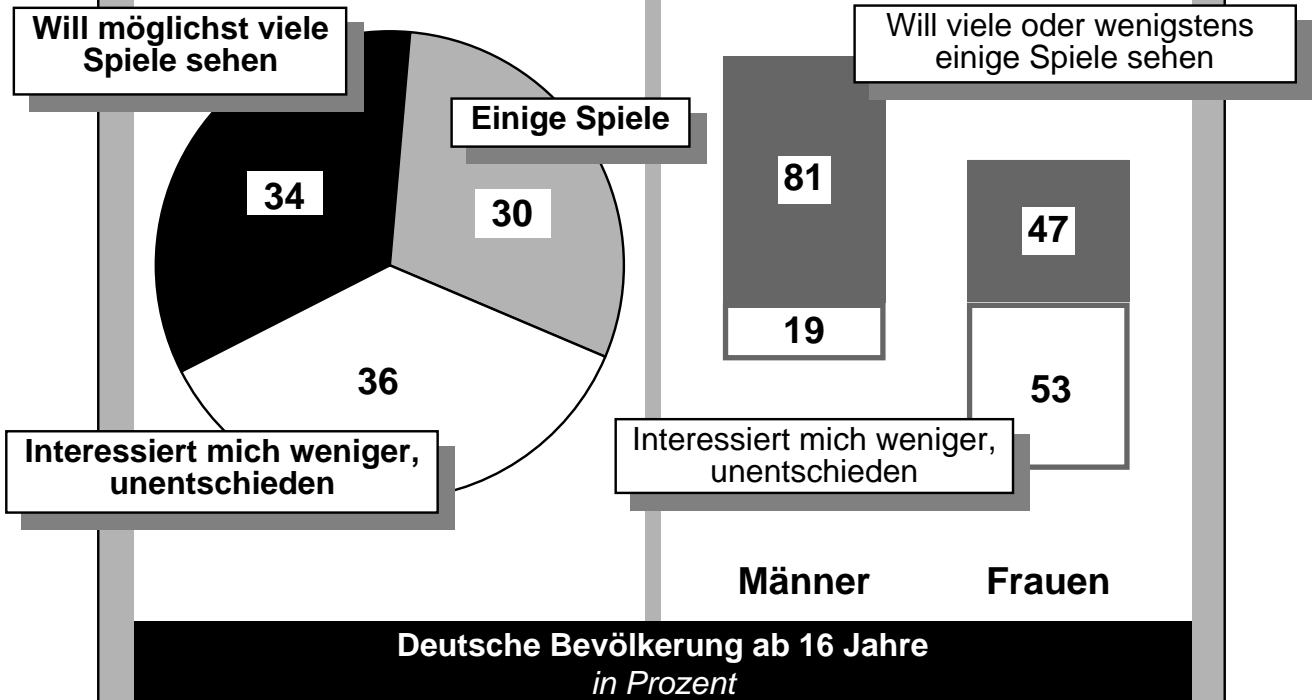 Will möglichst viele
Spiele sehen
Einige Spiele
34
30
36
Interessiert mich weniger,
unentschieden
Will viele oder wenigstens
einige Spiele sehen
81
47
19
53
Interessiert mich weniger,
unentschieden
Männer
Frauen
Deutsche Bevölkerung ab 16 Jahre
in Prozent